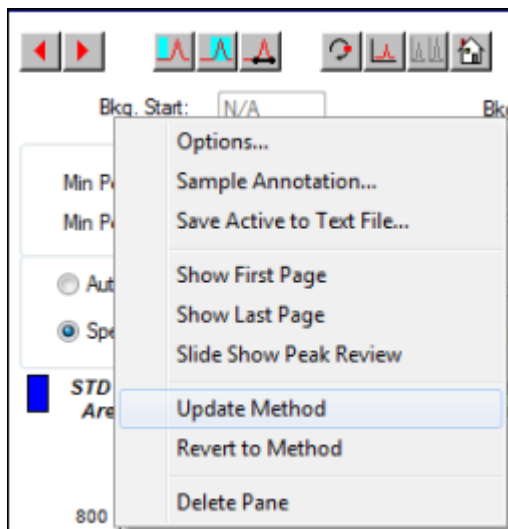 Bkg. Start: N/A Bkg
Options...
Min P Sample Annotation...
Min P Save Active to Text File...
Aut Show First Page
Show Last Page
Spe Slide Show Peak Review
STD
Are Update Method
Revert to Method
Delete Pane
800